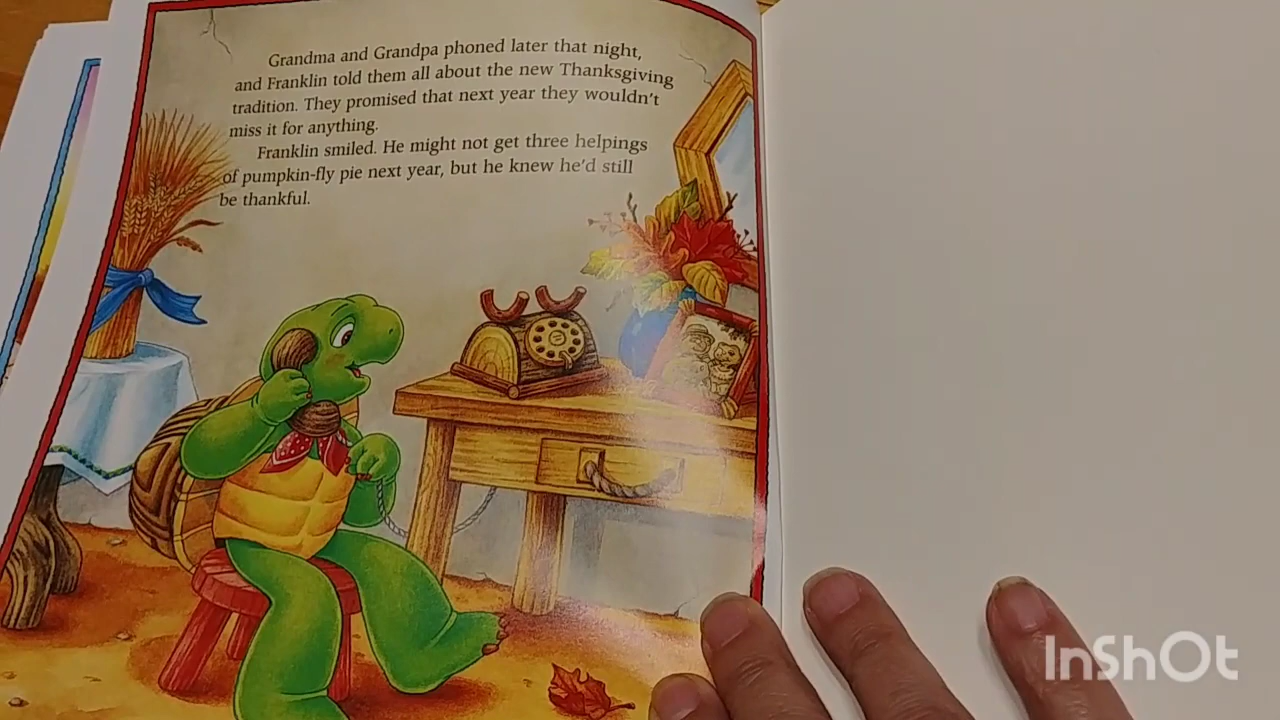 Grandma and Grandpa phoned later that night,
and Franklin told them all about the new Thanksgiving
tradition. They promised that next year they wouldn't
miss it for anything.
Franklin smiled. He might not get three helpings
of pumpkin-fly pie next year, but he knew he'd still
be thankful.
InShOt